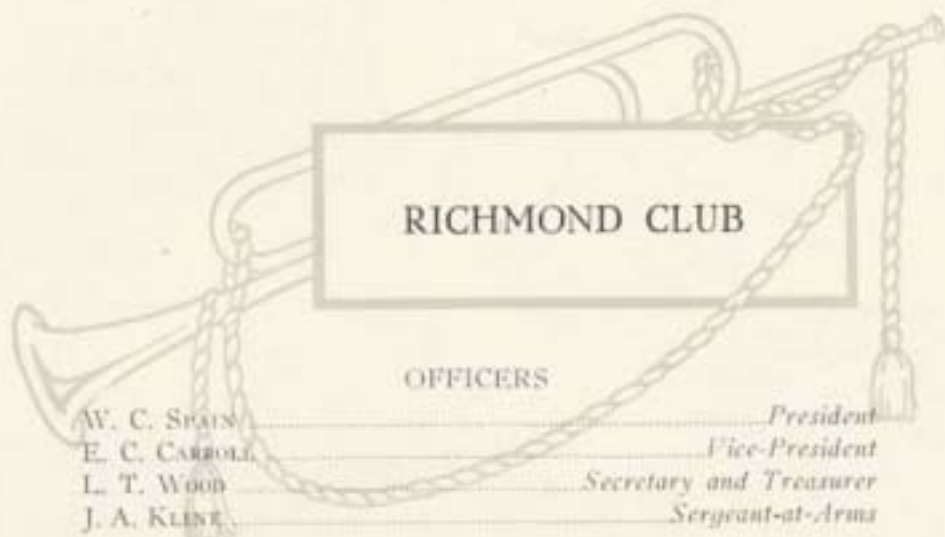 RICHMOND CLUB
OFFICERS
W. C. SPAIN President
E. C. CARROLL Vice-President
L. T. WOOD Secretary and Treasurer
J. A. KLINE Sergeant-at-Arms